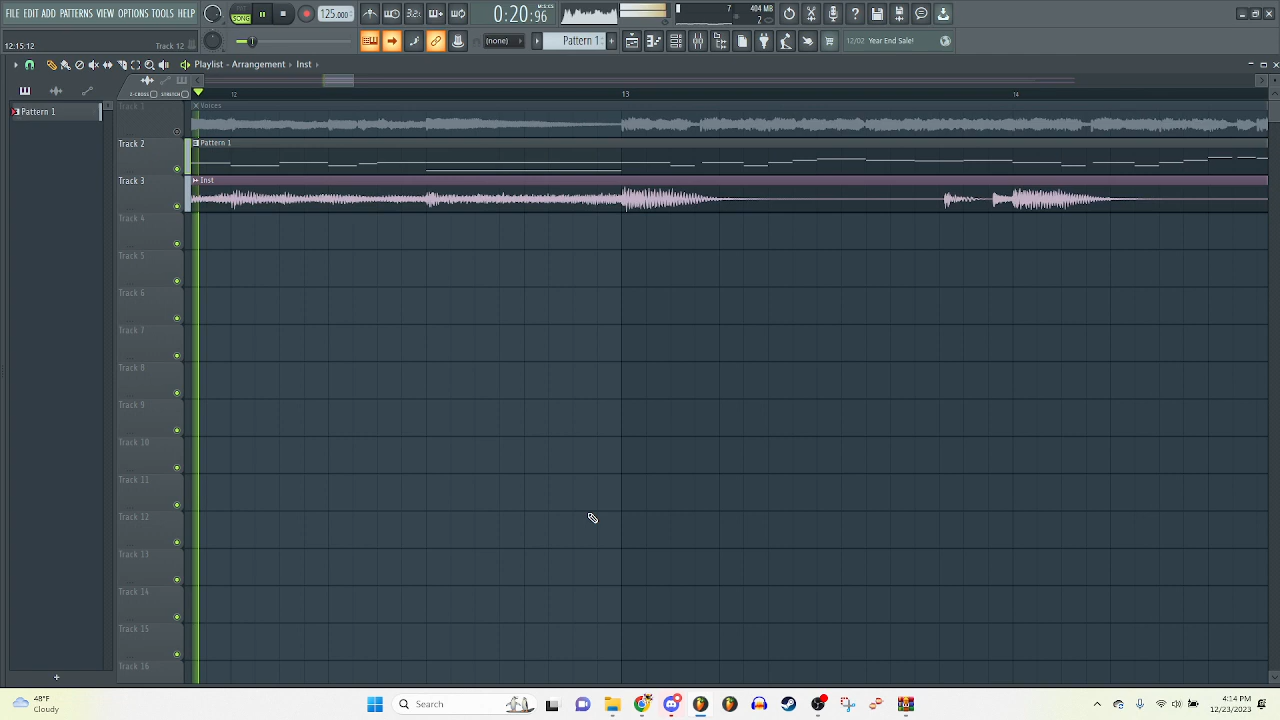 FILE EDIT ADD PATTERNS VIEW OPTIONS TOOLS HELP
PAT
SONG
125.000
0:20:96
M:S:CS
7
404 MB
2
12:15:12
Track 12
(none)
Pattern 1
12/02 Year End Sale!
Playlist - Arrangement › Inst ›
Z-CROSS
STRETCH
12
13
14
Pattern 1
Track 1
Voices
Track 2
Pattern 1
Track 3
Inst
Track 4
Track 5
Track 6
Track 7
Track 8
Track 9
Track 10
Track 11
Track 12
Track 13
Track 14
Track 15
Track 16
48°F
Cloudy
Search
4:14 PM
12/23/2023